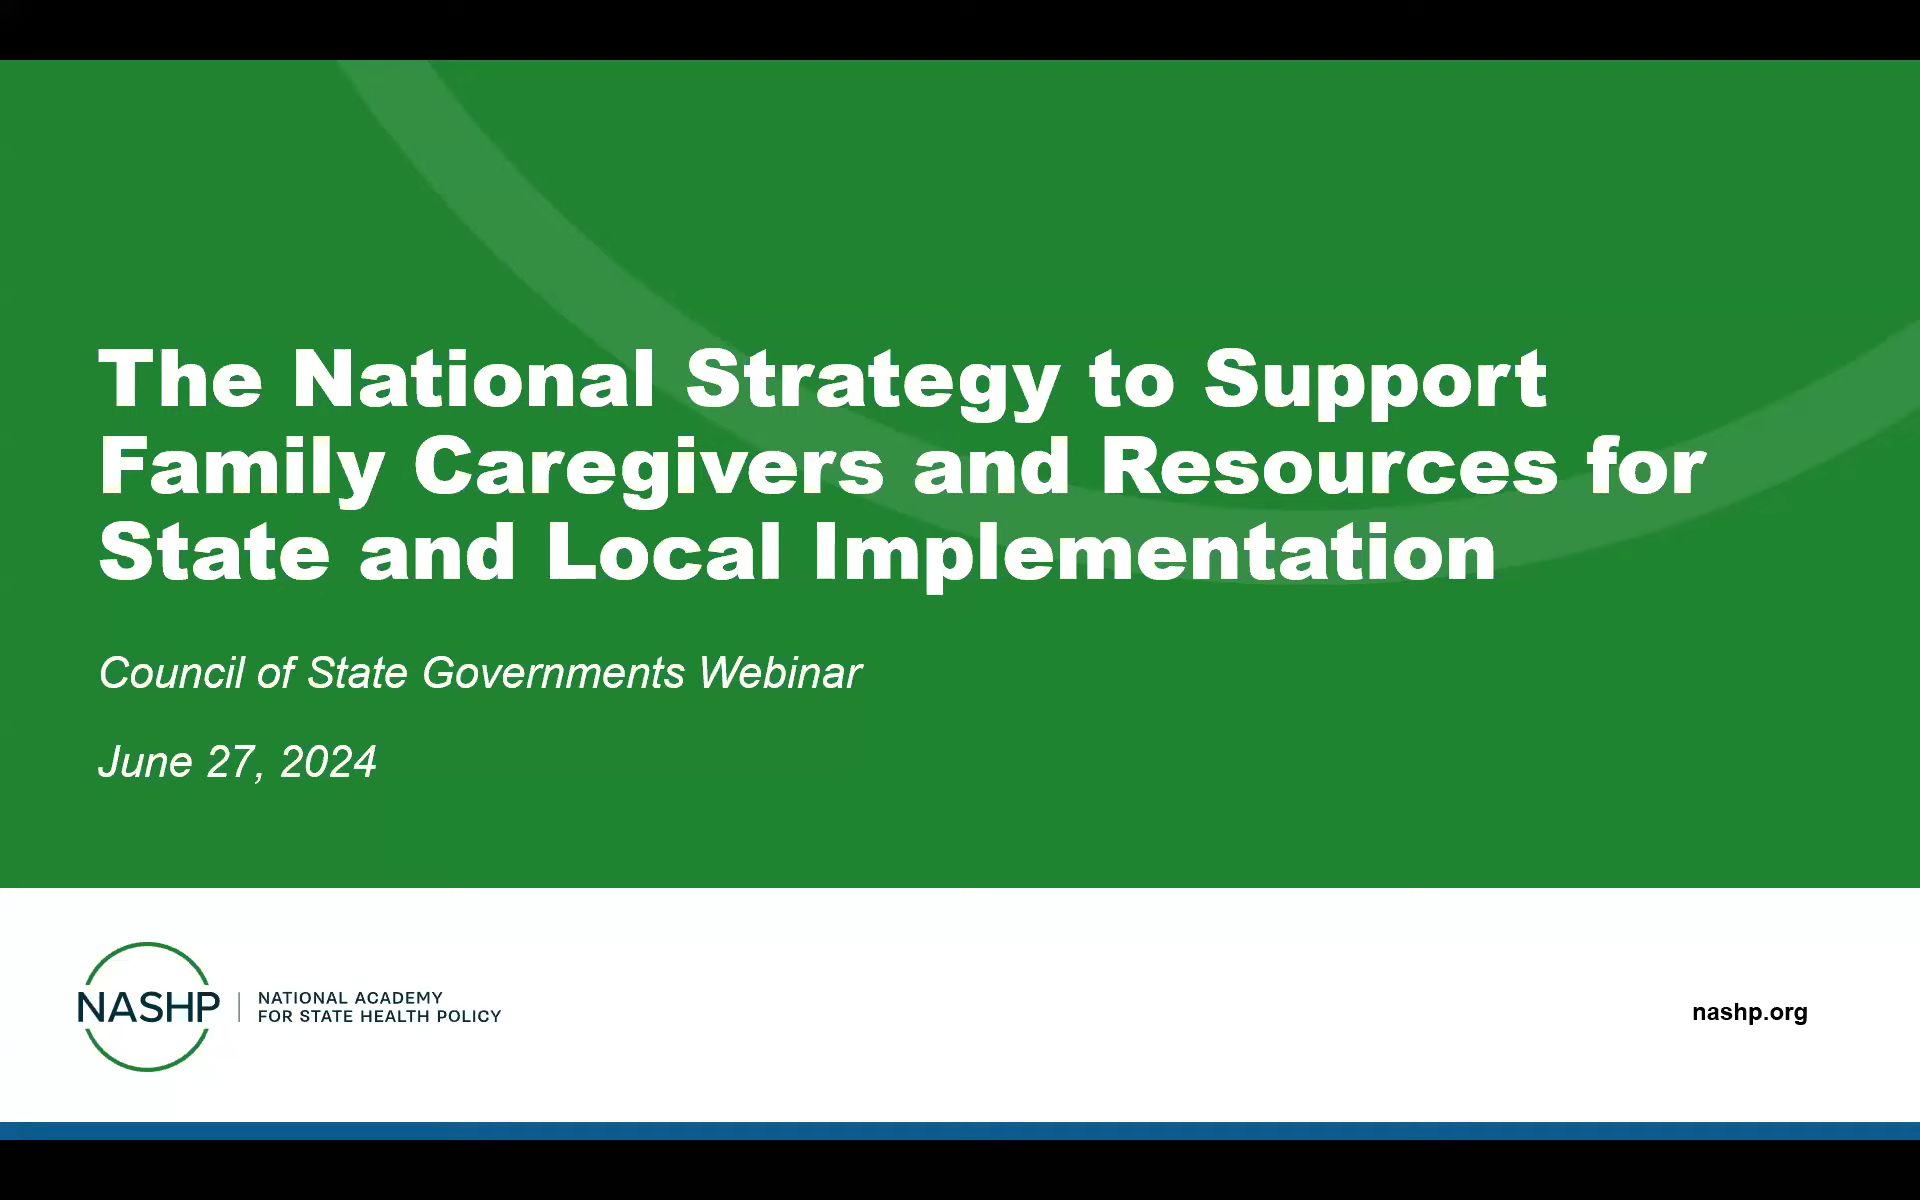 The National Strategy to Support
Family Caregivers and Resources for
State and Local Implementation
Council of State Governments Webinar
June 27, 2024
NASHP
NATIONAL ACADEMY
FOR STATE HEALTH POLICY
nashp.org